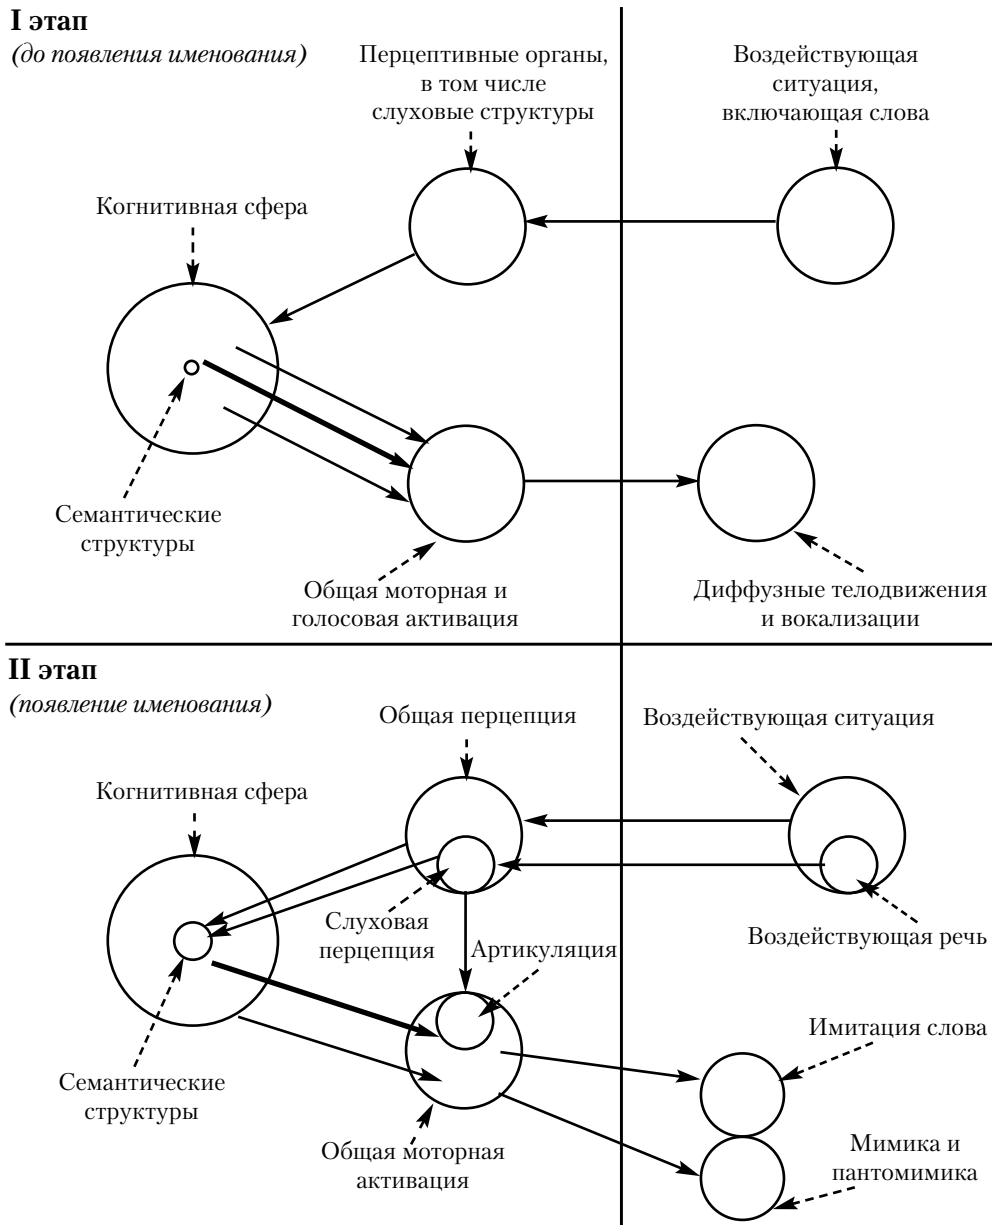 I этап
(до появления именования)
Перцептивные органы,
в том числе
слуховые структуры
Воздействующая
ситуация,
включающая слова
Когнитивная сфера
Семантические
структуры
Общая моторная и
голосовая активация
Диффузные телодвижения
и вокализации
II этап
(появление именования)
Общая перцепция
Воздействующая ситуация
Когнитивная сфера
Слуховая
перцепция
Артикуляция
Воздействующая речь
Имитация слова
Семантические
структуры
Общая моторная
активация
Мимика и
пантомимика